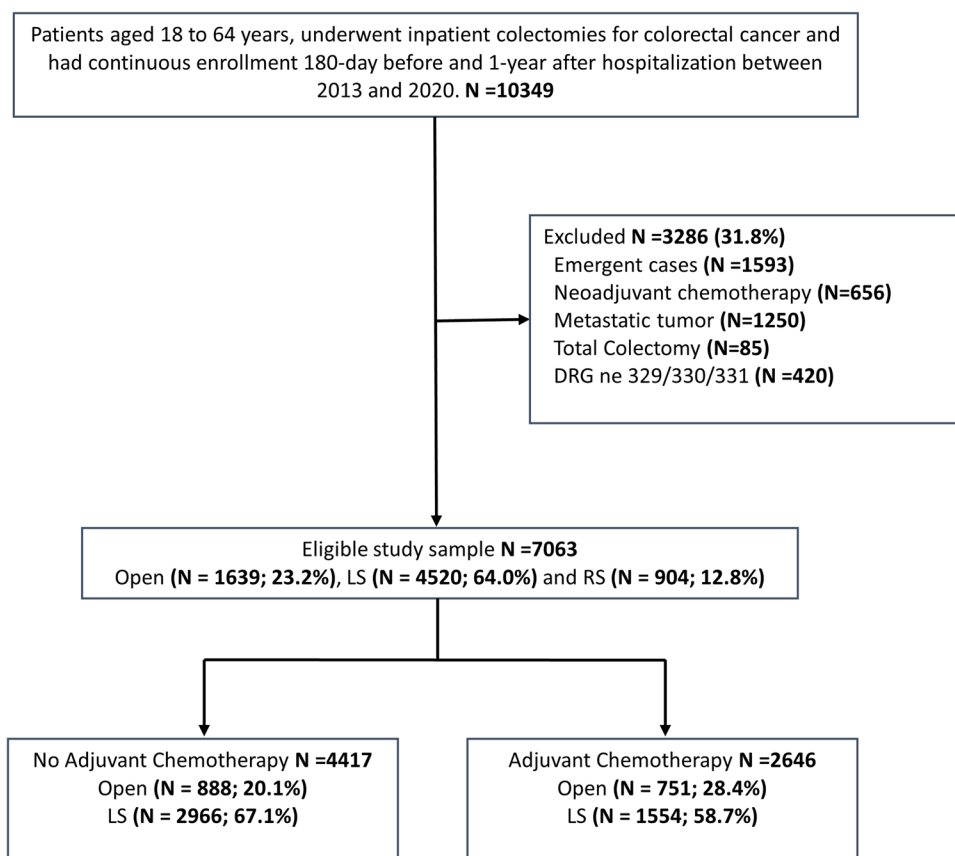 Patients aged 18 to 64 years, underwent inpatient colectomies for colorectal cancer and
had continuous enrollment 180-day before and 1-year after hospitalization between
2013 and 2020. N =10349
Excluded N =3286 (31.8%)
Emergent cases (N =1593)
Neoadjuvant chemotherapy (N=656)
Metastatic tumor (N=1250)
Total Colectomy (N=85)
DRG ne 329/330/331 (N =420)
Eligible study sample N =7063
Open (N = 1639; 23.2%), LS (N = 4520; 64.0%) and RS (N = 904; 12.8%)
No Adjuvant Chemotherapy N =4417
Open (N = 888; 20.1%)
LS (N = 2966; 67.1%)
Adjuvant Chemotherapy N =2646
Open (N = 751; 28.4%)
LS (N = 1554; 58.7%)